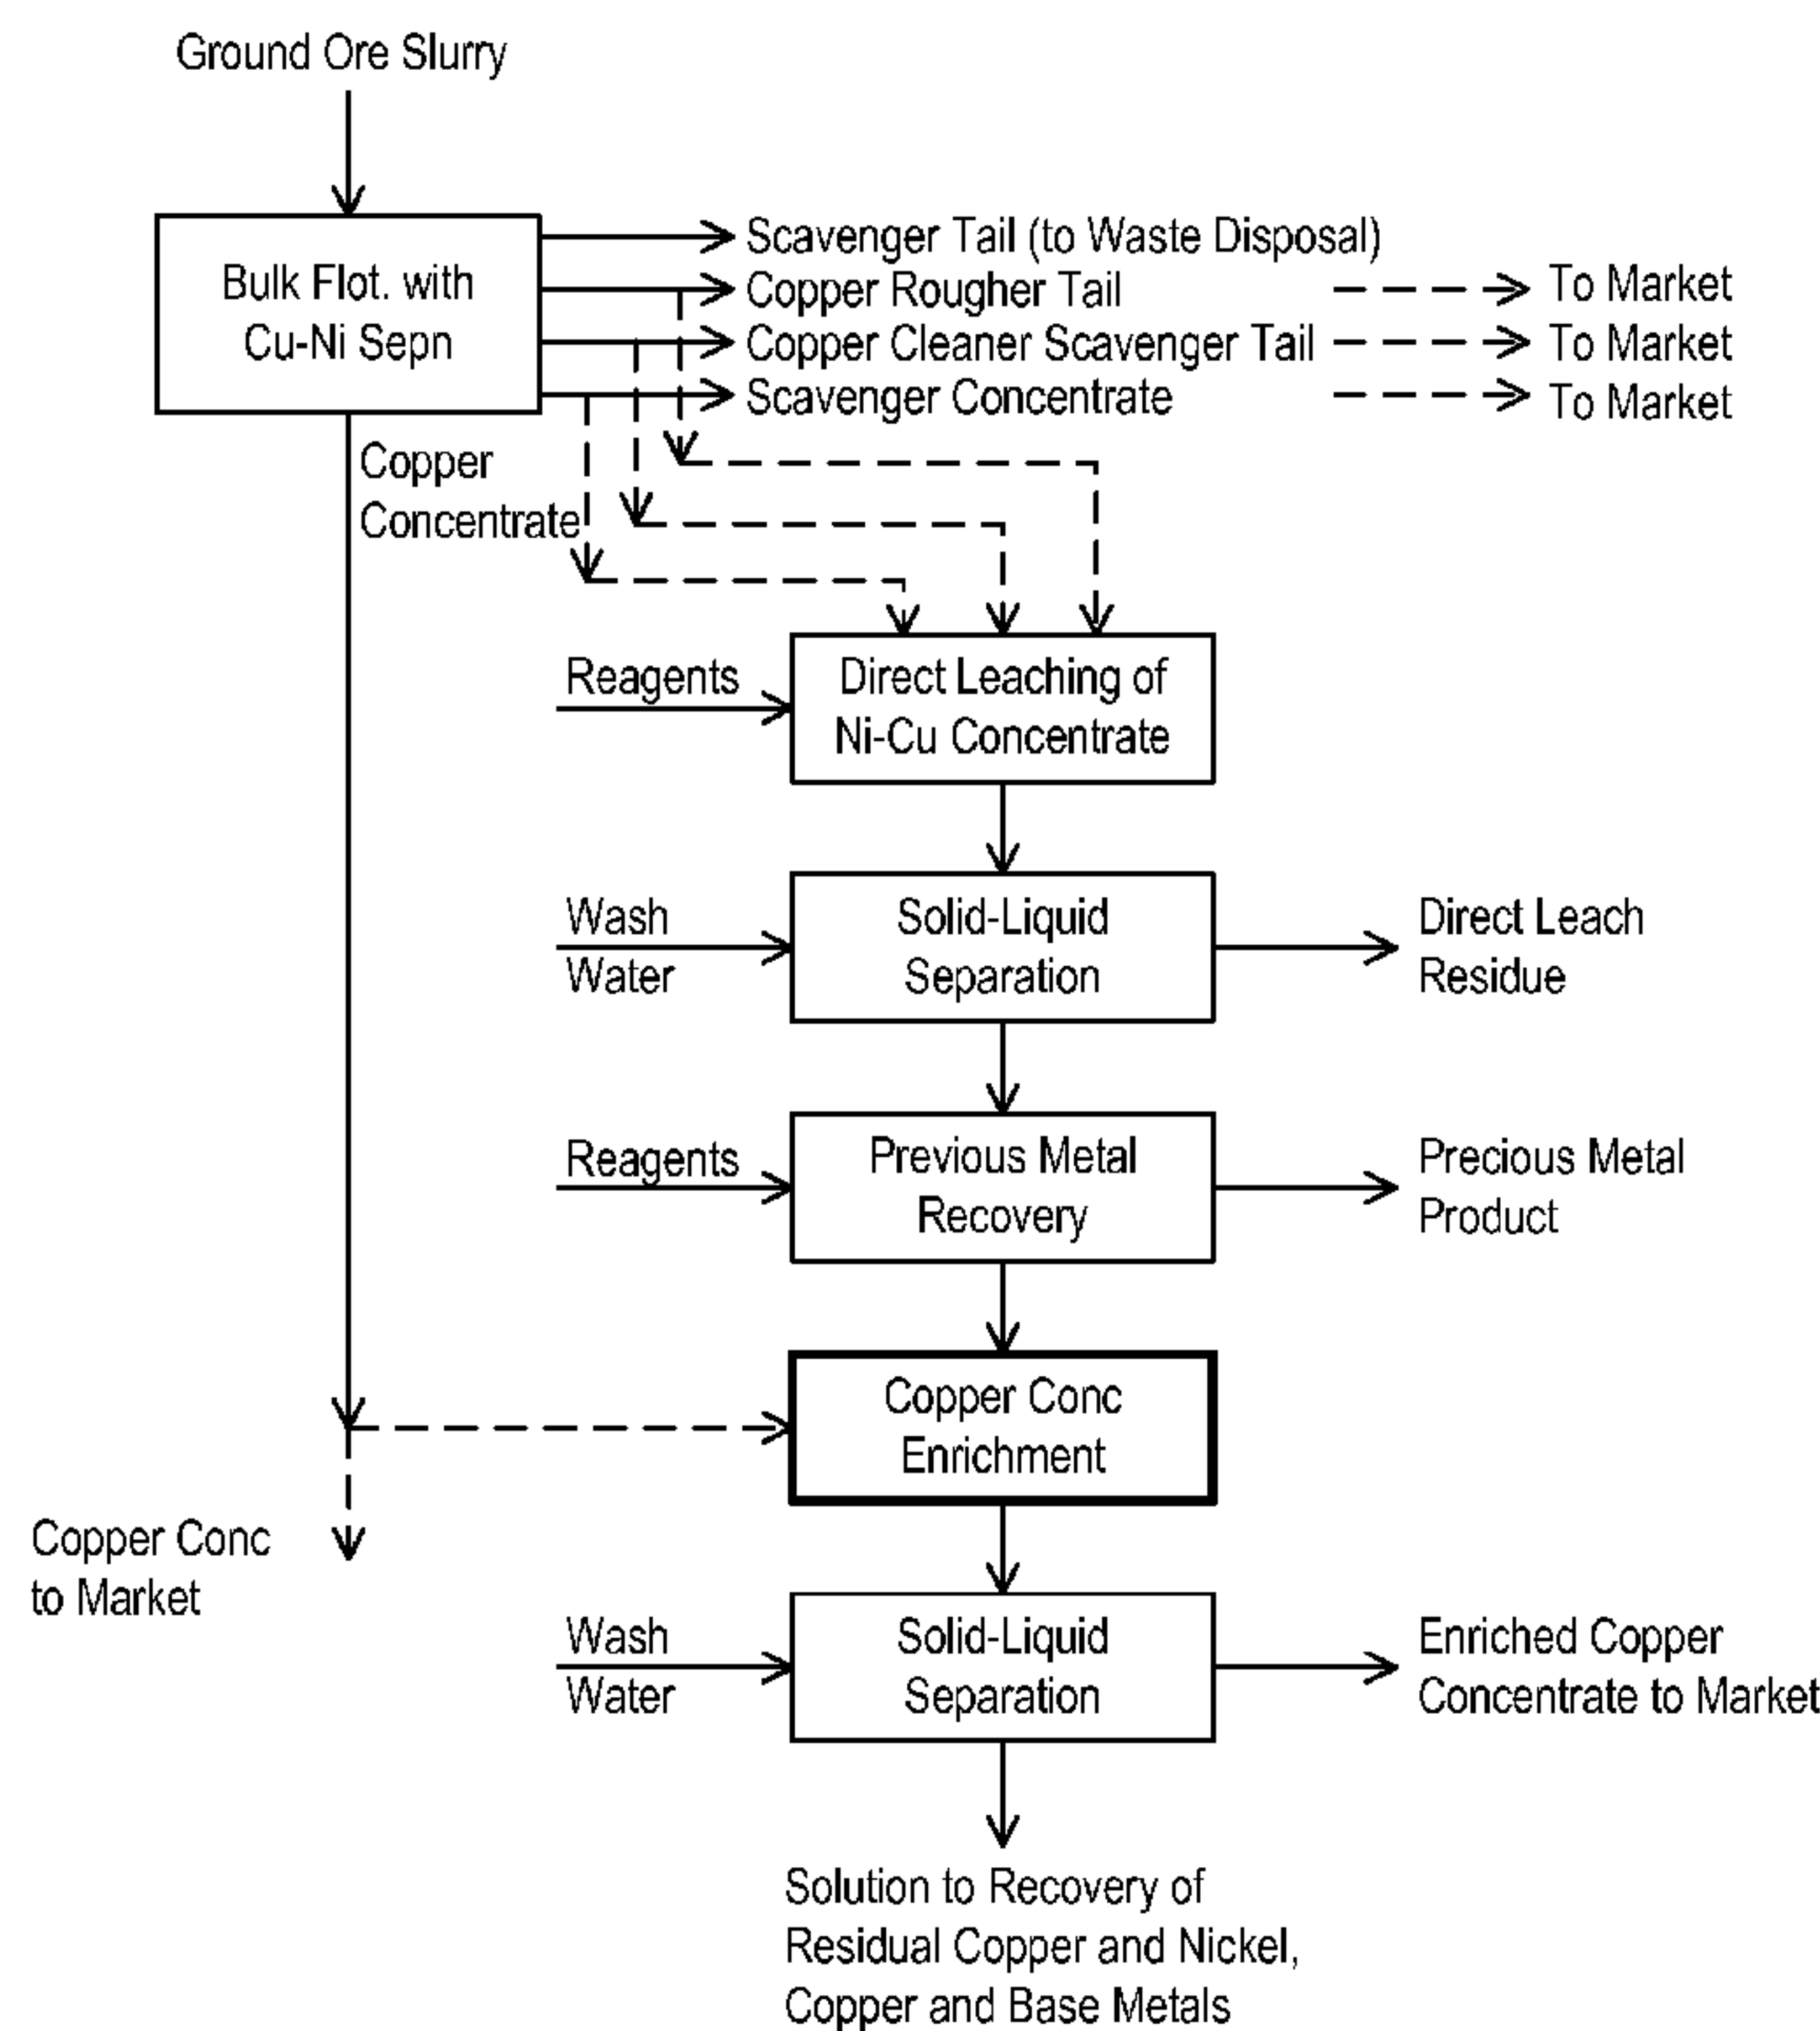 Ground Ore Slurry
Bulk Flot. with
Cu-Ni Sepn
Scavenger Tail (to Waste Disposal)
Copper Rougher Tail
To Market
Copper Cleaner Scavenger Tail
To Market
Scavenger Concentrate
To Market
Copper
Concentrate
Reagents
Direct Leaching of
Ni-Cu Concentrate
Wash
Water
Solid-Liquid
Separation
Direct Leach
Residue
Reagents
Previous Metal
Recovery
Precious Metal
Product
Copper Conc
Enrichment
Copper Conc
to Market
Wash
Water
Solid-Liquid
Separation
Enriched Copper
Concentrate to Market
Solution to Recovery of
Residual Copper and Nickel,
Copper and Base Metals